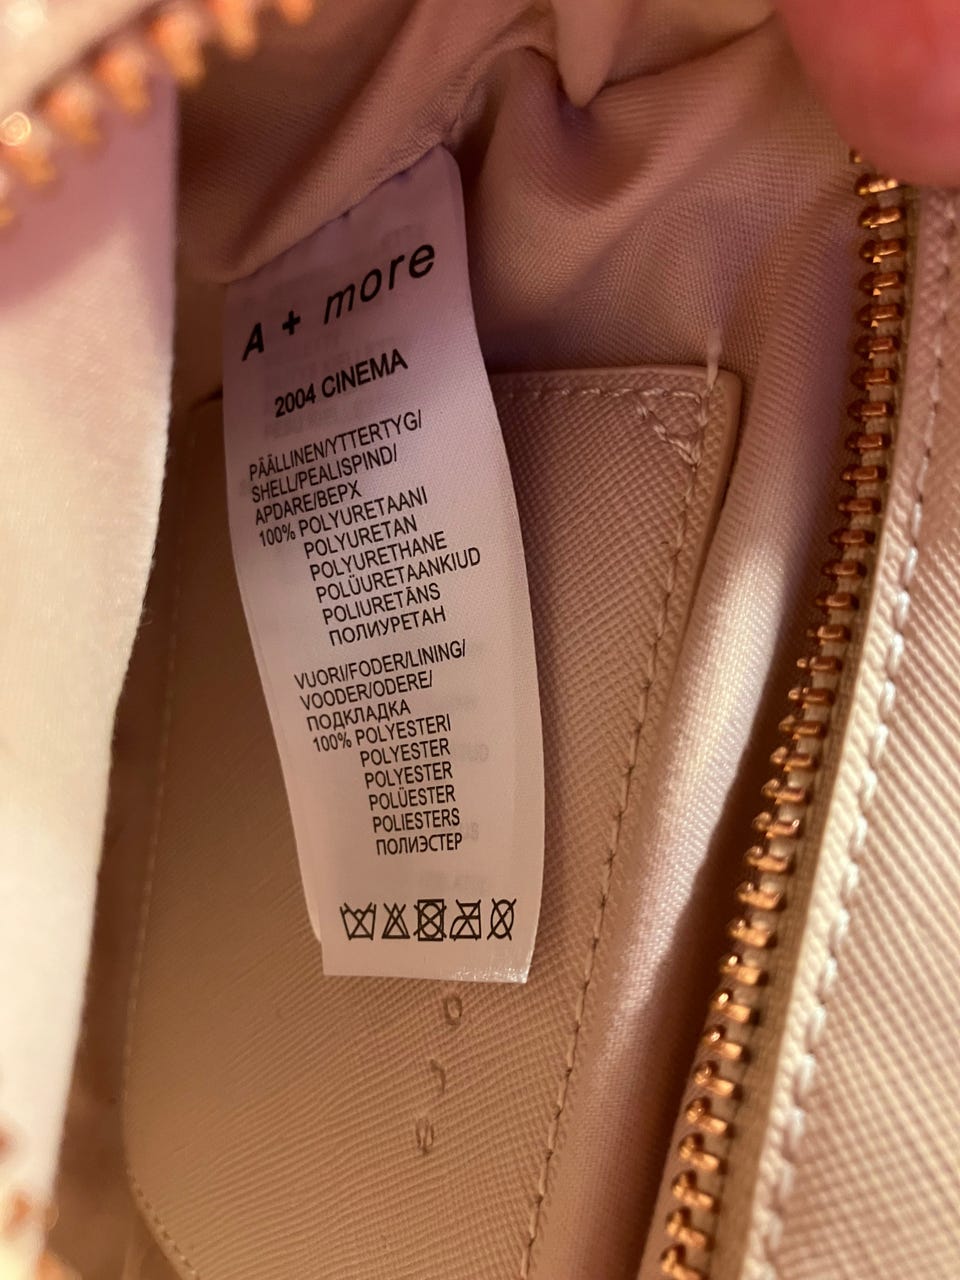 A + more
2004 CINEMA
PÄÄLLINEN/YTTERTYG/
SHELL/PEALISPIND/
APDARE/ВЕРХ
100% POLYURETAANI
POLYURETAN
POLYURETHANE
POLÜURETAANKIUD
POLIURETĀNS
ПОЛИУРЕТАН
VUORI/FODER/LINING/
VOODER/ODERE/
ПОДКЛАДКА
100% POLYESTERI
POLYESTER
POLYESTER
POLÜESTER
POLIESTERS
ПОЛИЭСТЕР